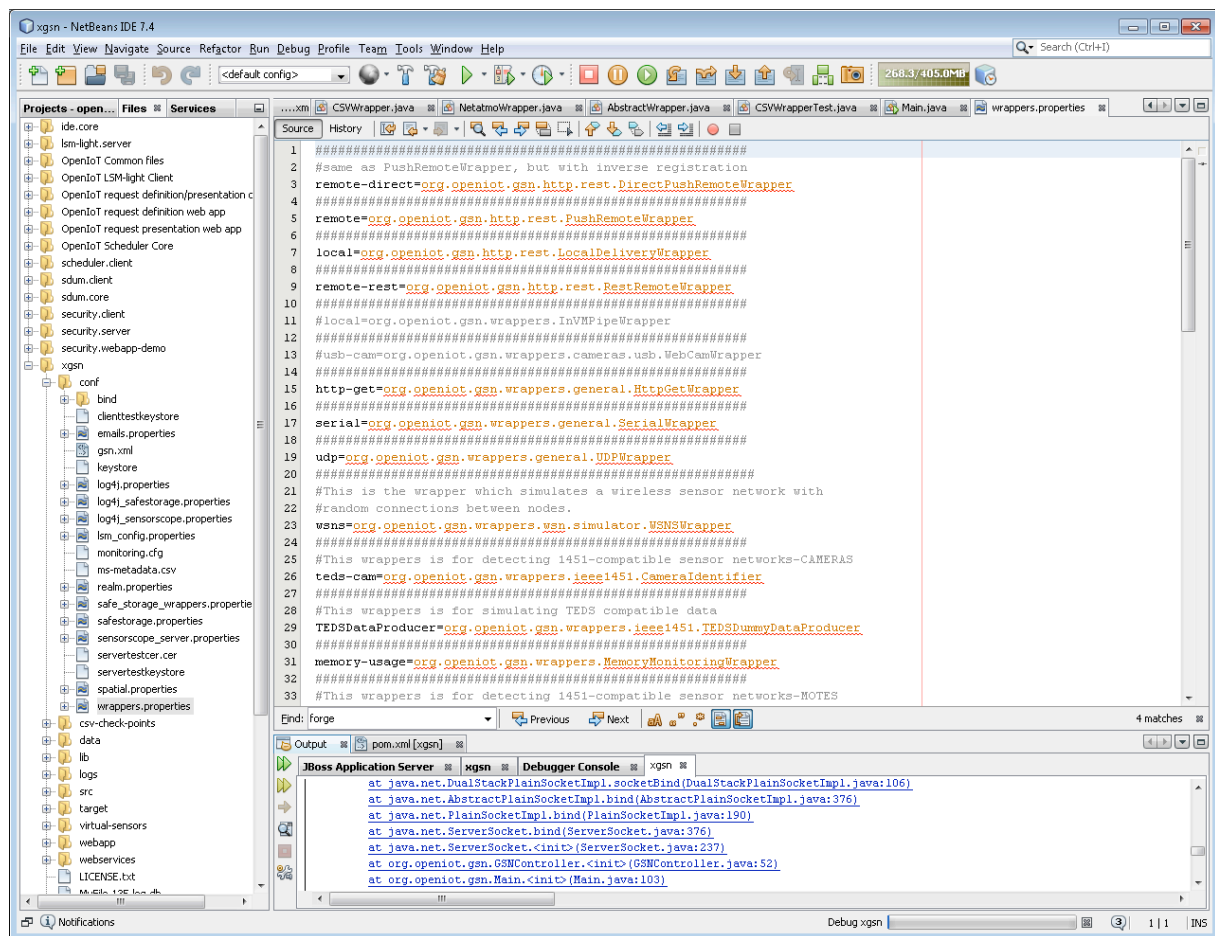 xgsn - NetBeans IDE 7.4
File Edit View Navigate Source Refactor Run Debug Profile Team Tools Window Help
Search (Ctrl+I)
<default config>
268.3/405.0MB
Projects - open... Files Services
....xm CSVWrapper.java NetatmoWrapper.java AbstractWrapper.java CSVWrapperTest.java Main.java wrappers.properties
Source History
ide.core
lsm-light.server
OpenIoT Common files
OpenIoT LSM-light Client
OpenIoT request definition/presentation c
OpenIoT request definition web app
OpenIoT request presentation web app
OpenIoT Scheduler Core
scheduler.client
sdum.client
sdum.core
security.client
security.server
security.webapp-demo
xgsn
conf
bind
clienttestkeystore
emails.properties
gsn.xml
keystore
log4j.properties
log4j_safestorage.properties
log4j_sensorscope.properties
lsm_config.properties
monitoring.cfg
ms-metadata.csv
realm.properties
safe_storage_wrappers.propertie
safestorage.properties
sensorscope_server.properties
servertestcer.cer
servertestkeystore
spatial.properties
wrappers.properties
csv-check-points
data
lib
logs
src
target
virtual-sensors
webapp
webservices
LICENSE.txt
1 #########################################################
2 #same as PushRemoteWrapper, but with inverse registration
3 remote-direct=org.openiot.gsn.http.rest.DirectPushRemoteWrapper
4 #########################################################
5 remote=org.openiot.gsn.http.rest.PushRemoteWrapper
6 #########################################################
7 local=org.openiot.gsn.http.rest.LocalDeliveryWrapper
8 #########################################################
9 remote-rest=org.openiot.gsn.http.rest.RestRemoteWrapper
10 #########################################################
11 #local=org.openiot.gsn.wrappers.InVMPipeWrapper
12 #########################################################
13 #usb-cam=org.openiot.gsn.wrappers.cameras.usb.WebCamWrapper
14 #########################################################
15 http-get=org.openiot.gsn.wrappers.general.HttpGetWrapper
16 #########################################################
17 serial=org.openiot.gsn.wrappers.general.SerialWrapper
18 #########################################################
19 udp=org.openiot.gsn.wrappers.general.UDPWrapper
20 ##########################################################
21 #This is the wrapper which simulates a wireless sensor network with
22 #random connections between nodes.
23 wsns=org.openiot.gsn.wrappers.wsn.simulator.WSNSWrapper
24 #########################################################
25 #This wrappers is for detecting 1451-compatible sensor networks-CAMERAS
26 teds-cam=org.openiot.gsn.wrappers.ieee1451.CameraIdentifier
27 #########################################################
28 #This wrappers is for simulating TEDS compatible data
29 TEDSDataProducer=org.openiot.gsn.wrappers.ieee1451.TEDSDummyDataProducer
30 #########################################################
31 memory-usage=org.openiot.gsn.wrappers.MemoryMonitoringWrapper
32 #########################################################
33 #This wrappers is for detecting 1451-compatible sensor networks-MOTES
Find: forge Previous Next 4 matches
Output pom.xml [xgsn]
JBoss Application Server xgsn Debugger Console xgsn
at java.net.DualStackPlainSocketImpl.socketBind(DualStackPlainSocketImpl.java:106)
at java.net.AbstractPlainSocketImpl.bind(AbstractPlainSocketImpl.java:376)
at java.net.PlainSocketImpl.bind(PlainSocketImpl.java:190)
at java.net.ServerSocket.bind(ServerSocket.java:376)
at java.net.ServerSocket.<init>(ServerSocket.java:237)
at org.openiot.gsn.GSNController.<init>(GSNController.java:52)
at org.openiot.gsn.Main.<init>(Main.java:103)
Notifications Debug xgsn 3 1|1 INS